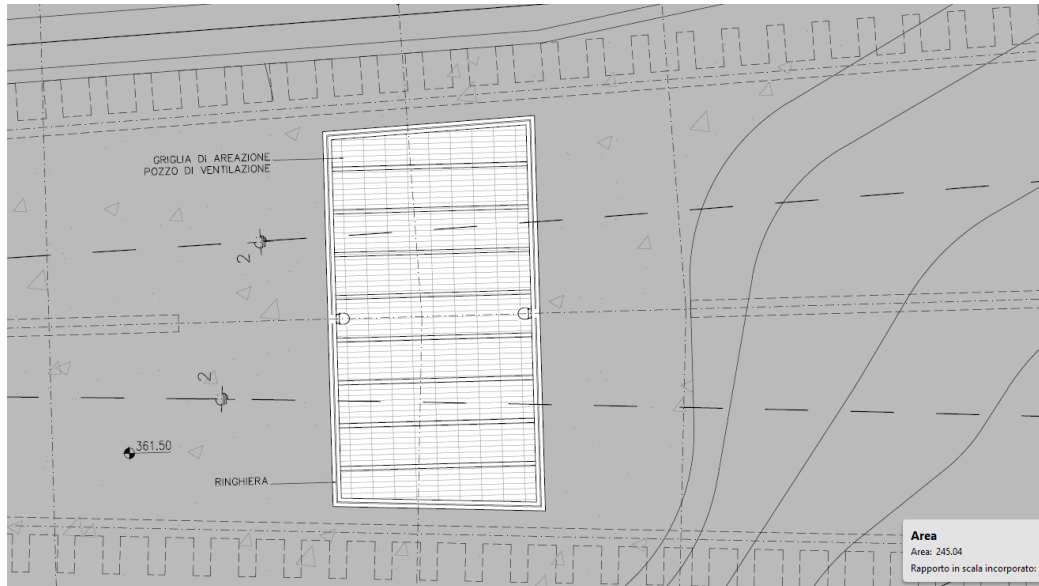 GRIGLIA DI AREAZIONE
POZZO DI VENTILAZIONE
2
2
361.50
RINGHIERA
Area
Area: 245.04
Rapporto in scala incorporato: